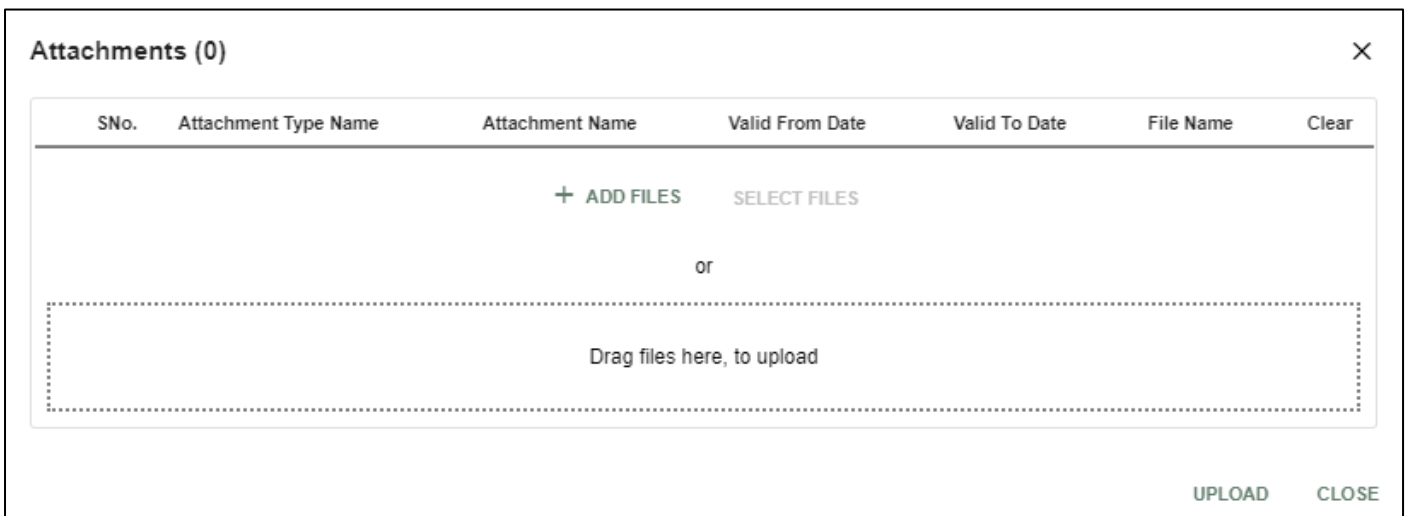 Attachments (0)
SNo. Attachment Type Name Attachment Name Valid From Date Valid To Date File Name Clear
+ ADD FILES SELECT FILES
or
Drag files here, to upload
UPLOAD CLOSE